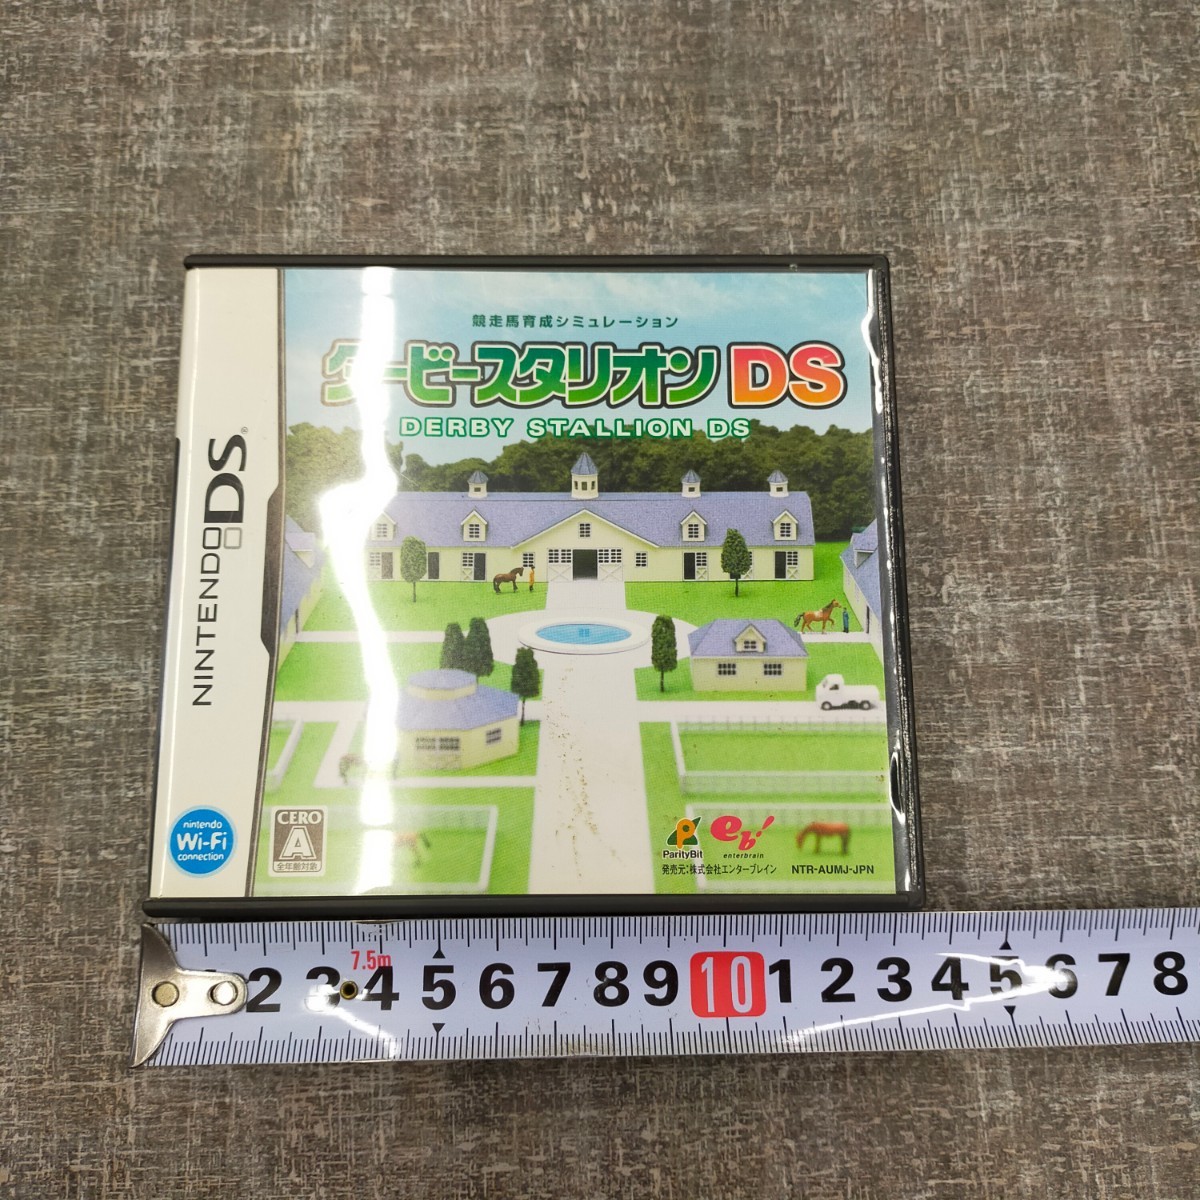 競走馬育成シミュレーション
ダービースタリオン DS
DERBY STALLION DS
NINTENDO DS®
nintendo
Wi-Fi
connection
CERO
A
全年齢対象
ParityBit
eb!
enterbrain
発売元:株式会社エンターブレイン
NTR-AUMJ-JPN
7.5m
2 3 4 5 6 7 8 9 10 1 2 3 4 5 6 7 8